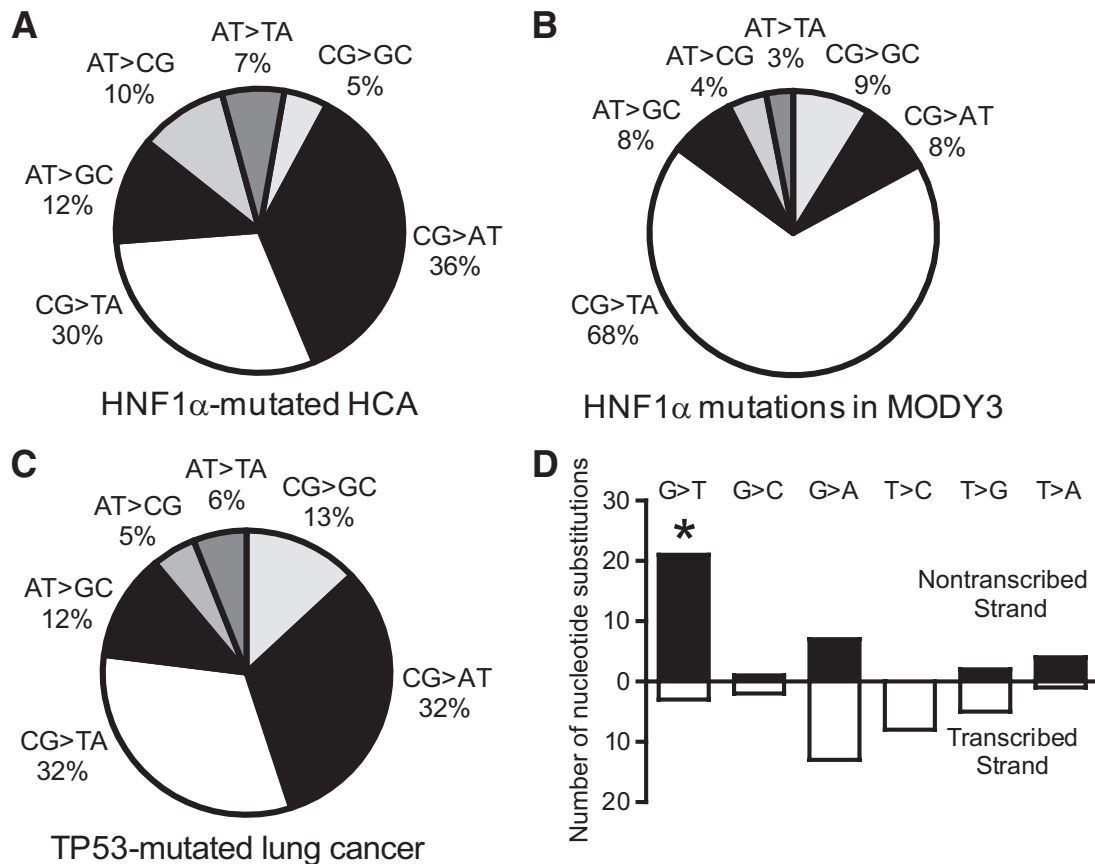 A
AT>TA
7%
CG>GC
5%
AT>CG
10%
AT>GC
12%
CG>AT
36%
CG>TA
30%
HNF1α-mutated HCA
B
AT>TA
3%
CG>GC
9%
AT>CG
4%
AT>GC
8%
CG>AT
8%
CG>TA
68%
HNF1α mutations in MODY3
C
AT>TA
6%
CG>GC
13%
AT>CG
5%
AT>GC
12%
CG>AT
32%
CG>TA
32%
TP53-mutated lung cancer
D
Number of nucleotide substitutions
G>T G>C G>A T>C T>G T>A
30
20
10
0
10
20
*
Nontranscribed
Strand
Transcribed
Strand